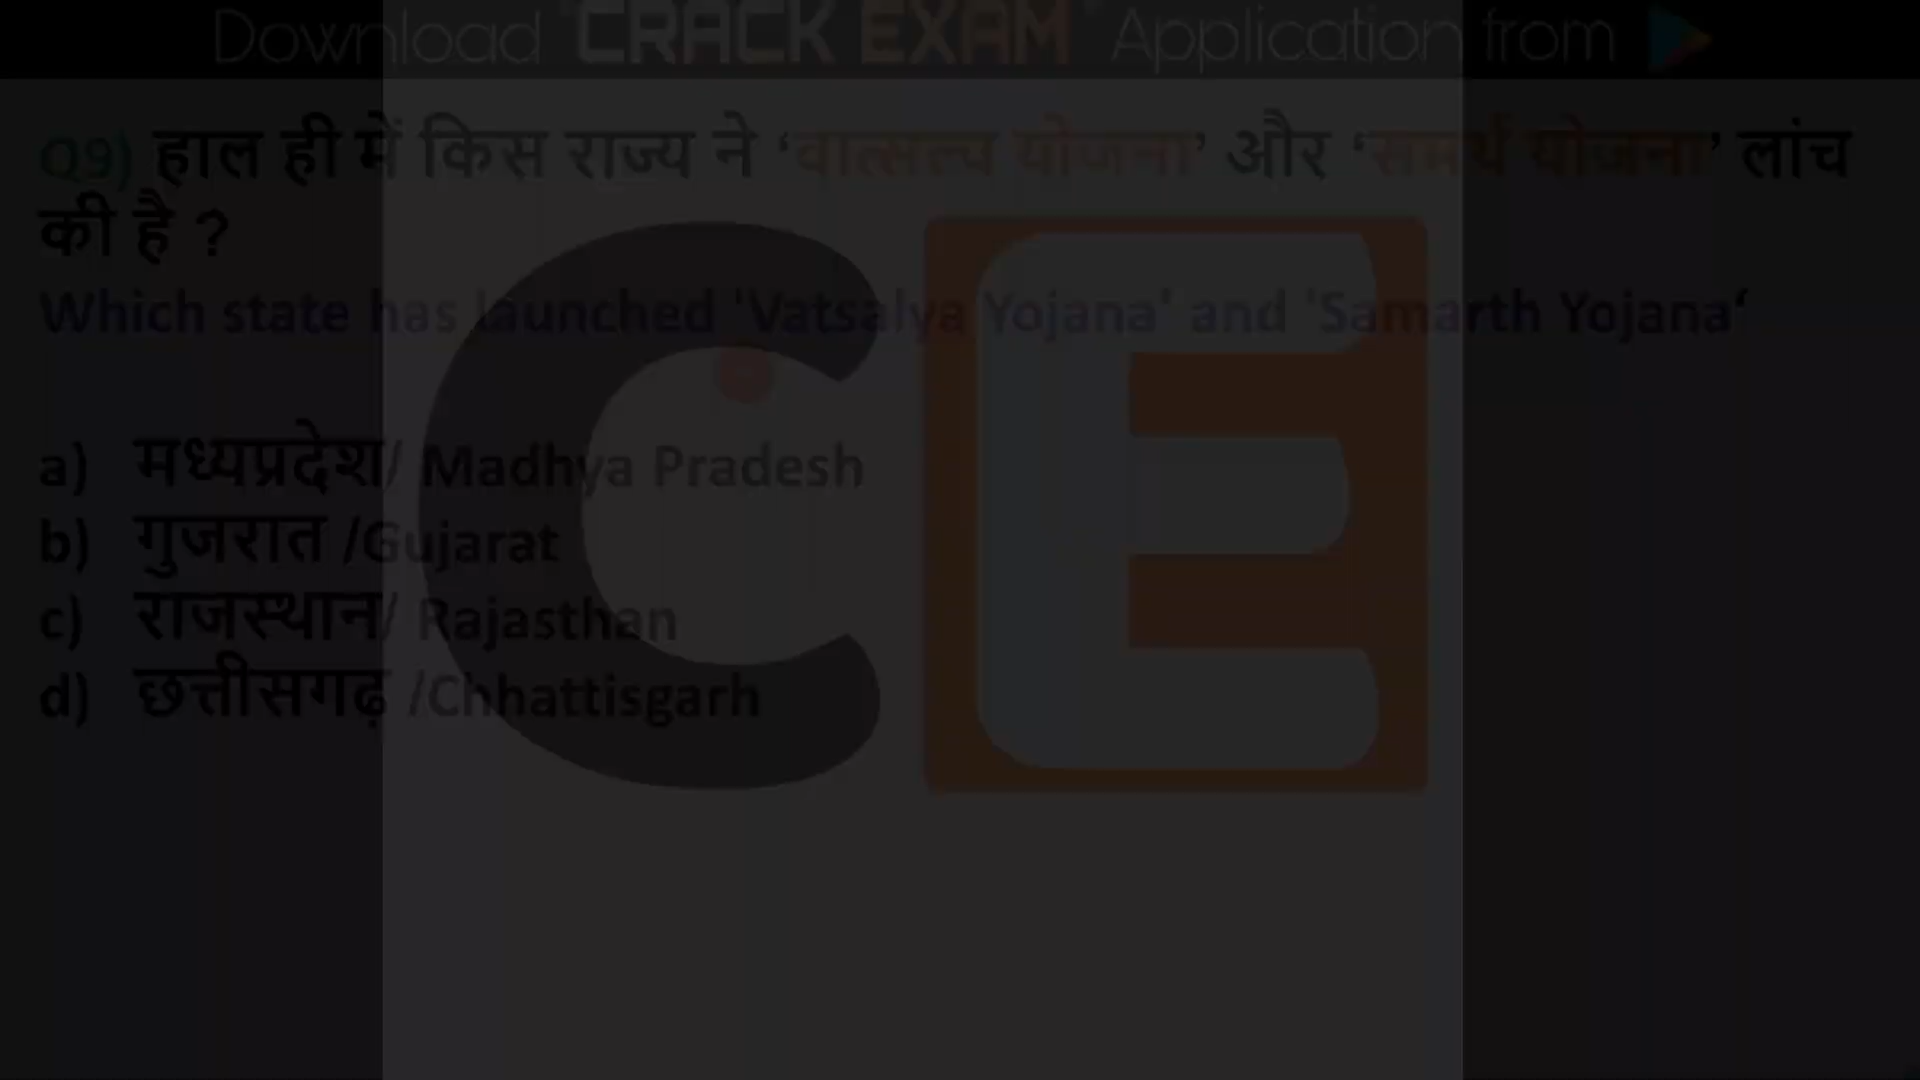 Download "CRACK EXAM" Application from
Q9) हाल ही में किस राज्य ने ‘वात्सल्य योजना’ और ‘समर्थ योजना’ लांच
की है ?
Which state has launched 'Vatsalya Yojana' and 'Samarth Yojana‘
a) मध्यप्रदेश/ Madhya Pradesh
b) गुजरात /Gujarat
c) राजस्थान/ Rajasthan
d) छत्तीसगढ़ /Chhattisgarh
CE